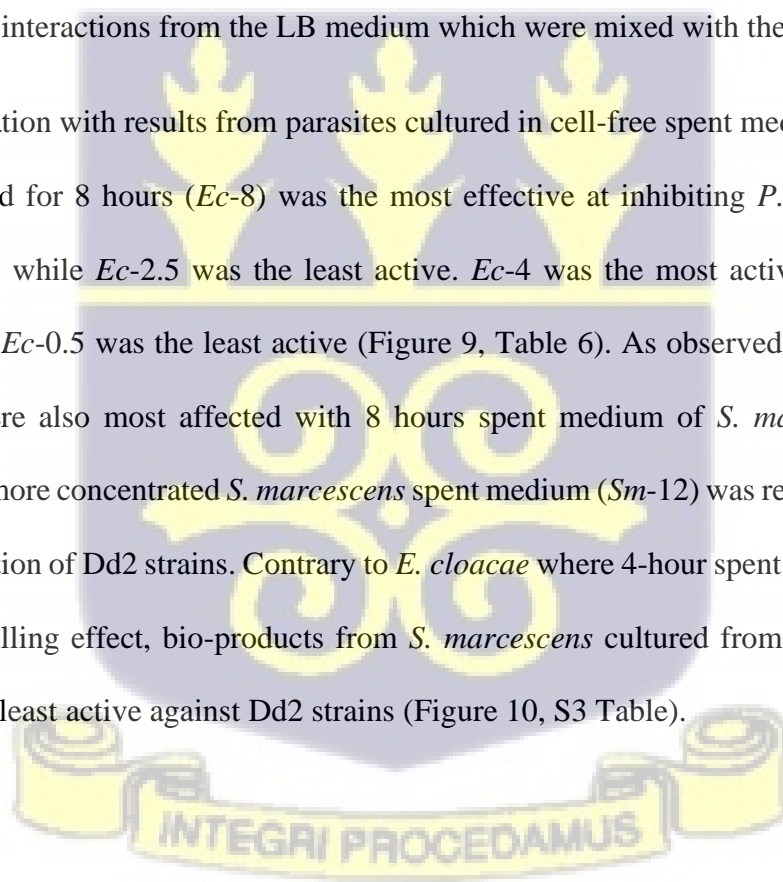 interactions from the LB medium which were mixed with the
ation with results from parasites cultured in cell-free spent med
d for 8 hours (Ec-8) was the most effective at inhibiting P.
while Ec-2.5 was the least active. Ec-4 was the most activ
Ec-0.5 was the least active (Figure 9, Table 6). As observed
re also most affected with 8 hours spent medium of S. ma
more concentrated S. marcescens spent medium (Sm-12) was re
tion of Dd2 strains. Contrary to E. cloacae where 4-hour spent
lling effect, bio-products from S. marcescens cultured from
least active against Dd2 strains (Figure 10, S3 Table).
INTEGRI PROCEDAMUS